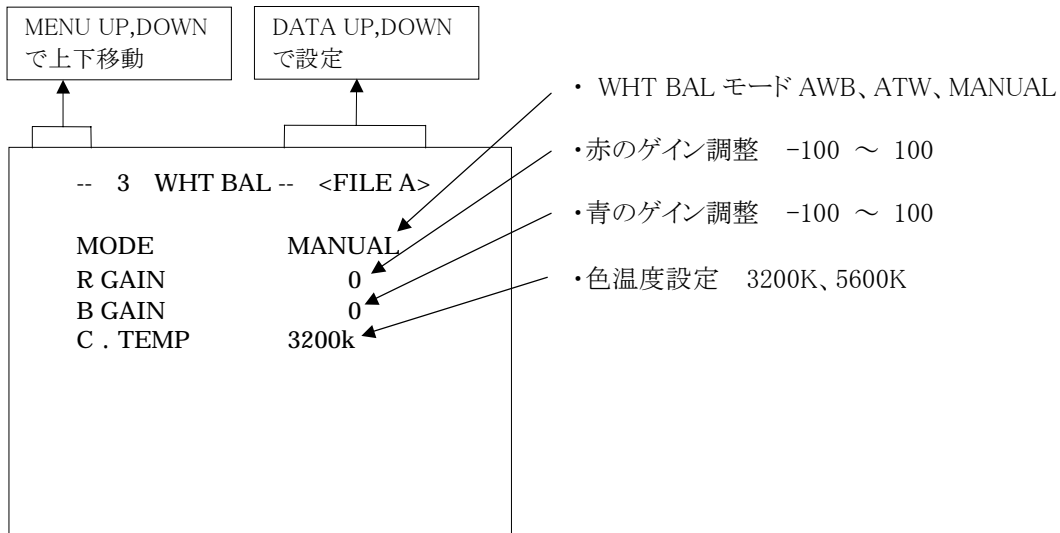 MENU UP,DOWN
で上下移動
DATA UP,DOWN
で設定
・ WHT BAL モード AWB、ATW、MANUAL
・赤のゲイン調整 -100 ～ 100
・青のゲイン調整 -100 ～ 100
・色温度設定 3200K、5600K
-- 3 WHT BAL -- <FILE A>
MODE MANUAL
R GAIN 0
B GAIN 0
C . TEMP 3200k